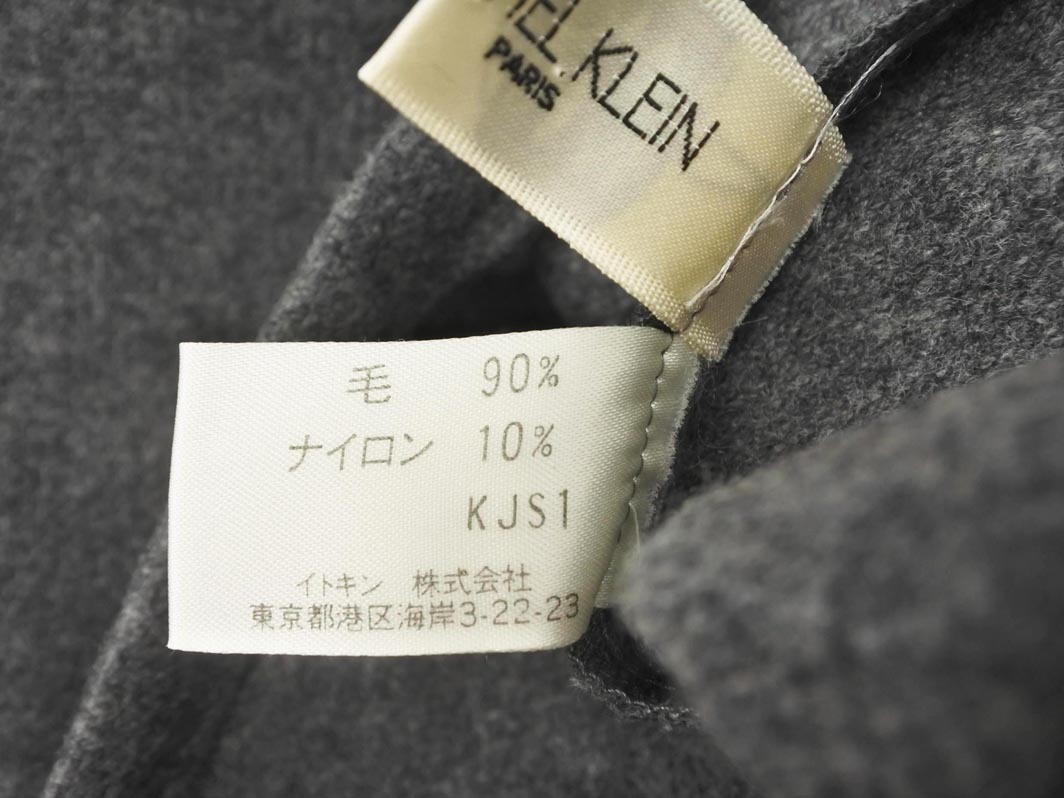 KLEIN
PARIS
毛 90%
ナイロン 10%
KJS1
イトキン 株式会社
東京都港区海岸3-22-23